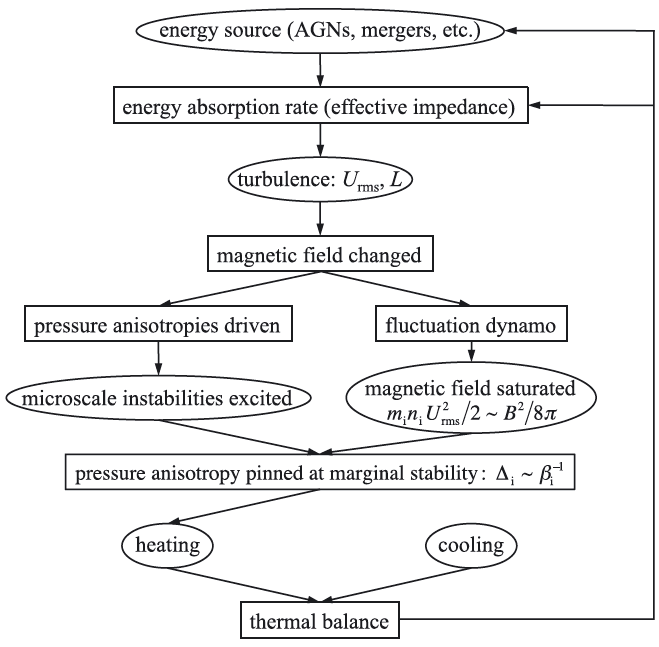 energy source (AGNs, mergers, etc.)
energy absorption rate (effective impedance)
turbulence: U_rms, L
magnetic field changed
pressure anisotropies driven
fluctuation dynamo
microscale instabilities excited
magnetic field saturated
m_i n_i U_rms^2/2 ~ B^2/8π
pressure anisotropy pinned at marginal stability: Δ_i ~ β_i^-1
heating
cooling
thermal balance